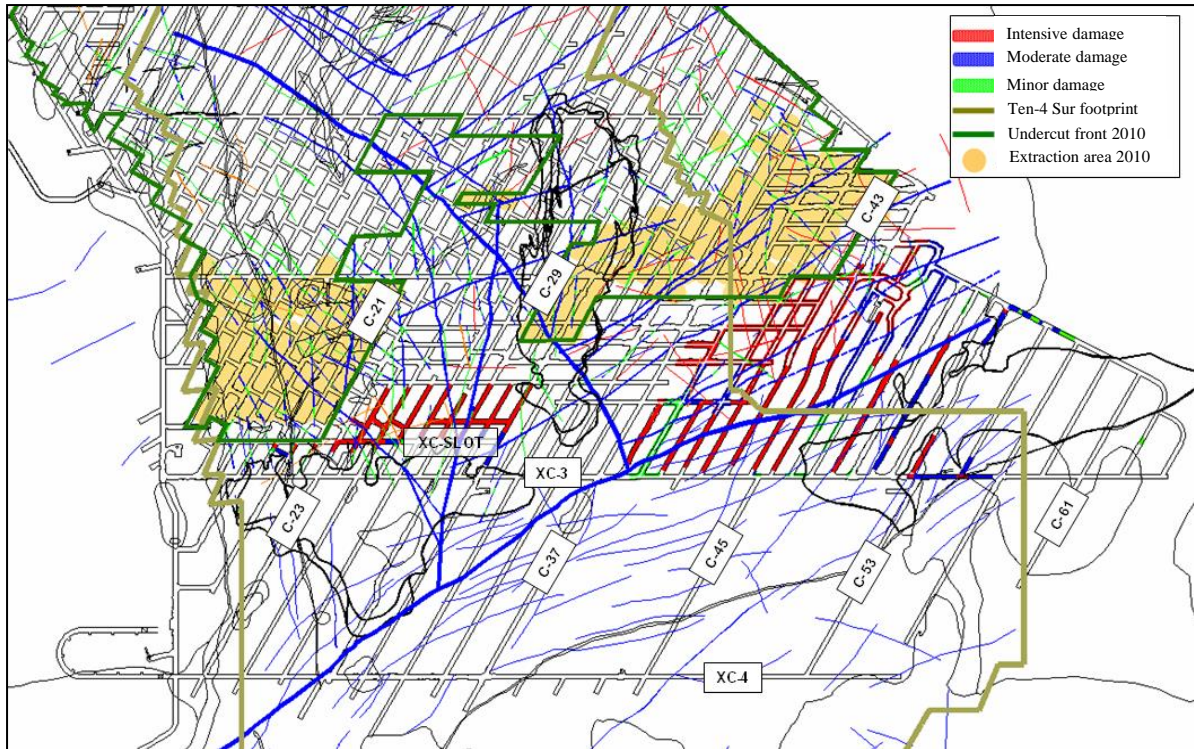 Intensive damage
Moderate damage
Minor damage
Ten-4 Sur footprint
Undercut front 2010
Extraction area 2010
C-43
C-29
C-21
XC-SLOT
XC-3
C-23
C-37
C-45
C-53
C-61
XC-4